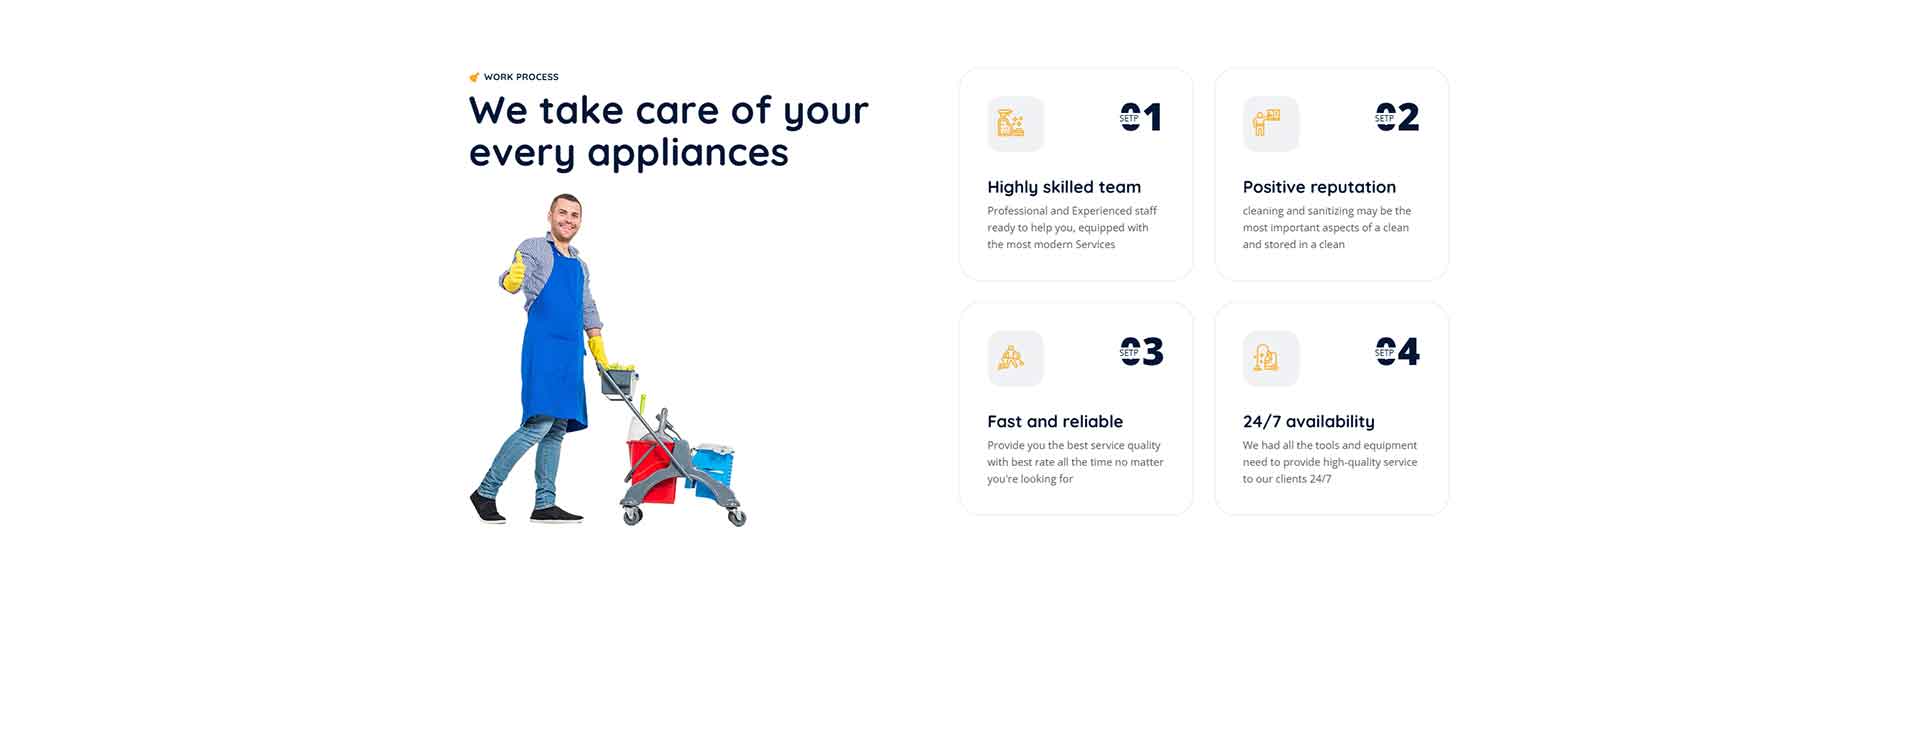 WORK PROCESS
We take care of your
every appliances
SETP
01
Highly skilled team
Professional and Experienced staff
ready to help you, equipped with
the most modern Services
SETP
02
Positive reputation
cleaning and sanitizing may be the
most important aspects of a clean
and stored in a clean
SETP
03
Fast and reliable
Provide you the best service quality
with best rate all the time no matter
you're looking for
SETP
04
24/7 availability
We had all the tools and equipment
need to provide high-quality service
to our clients 24/7